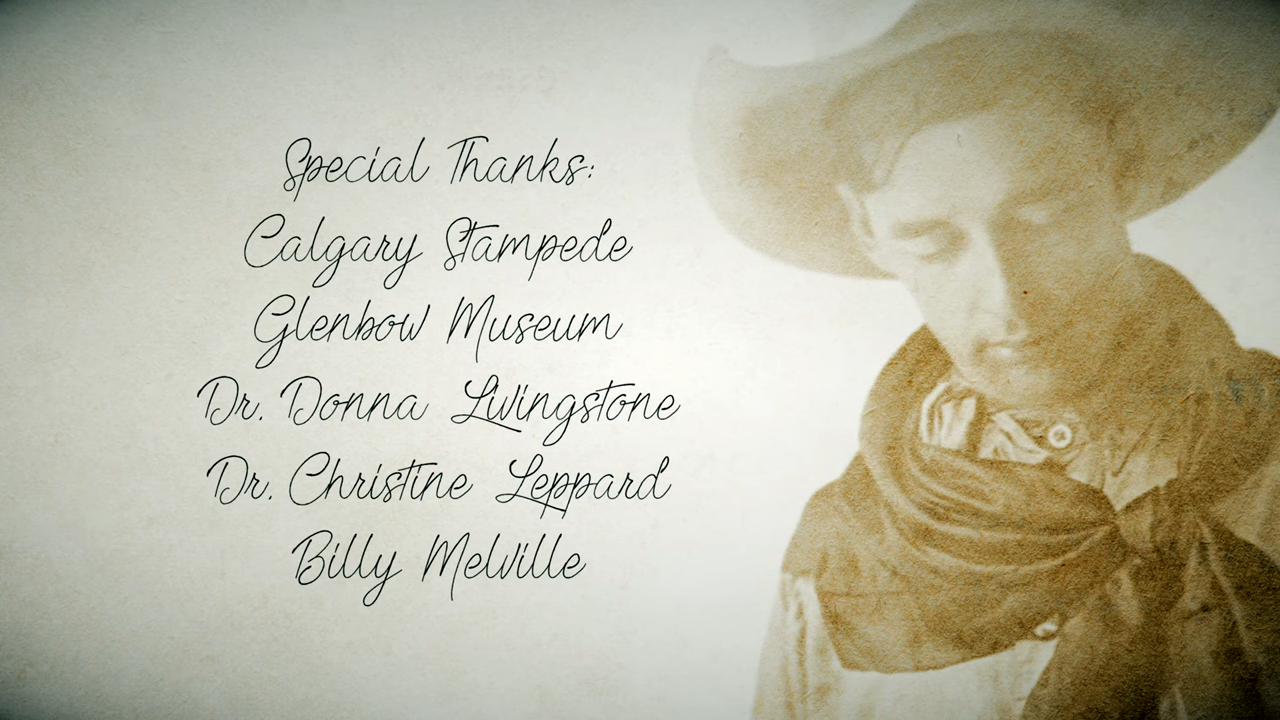 Special Thanks:
Calgary Stampede
Glenbow Museum
Dr. Donna Livingstone
Dr. Christine Leppard
Billy Melville